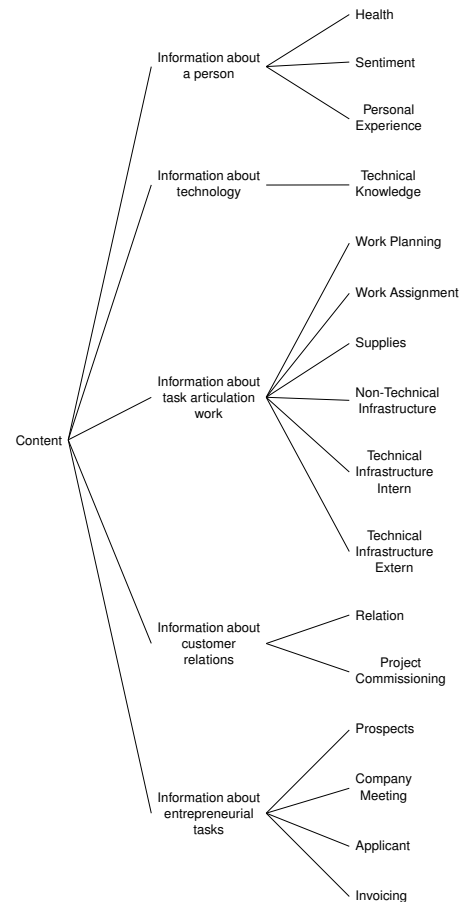 Health
Information about
a person
Sentiment
Personal
Experience
Information about
technology
Technical
Knowledge
Work Planning
Work Assignment
Supplies
Information about
task articulation
work
Non-Technical
Infrastructure
Content
Technical
Infrastructure
Intern
Technical
Infrastructure
Extern
Information about
customer
relations
Relation
Project
Commissioning
Prospects
Information about
entrepreneurial
tasks
Company
Meeting
Applicant
Invoicing